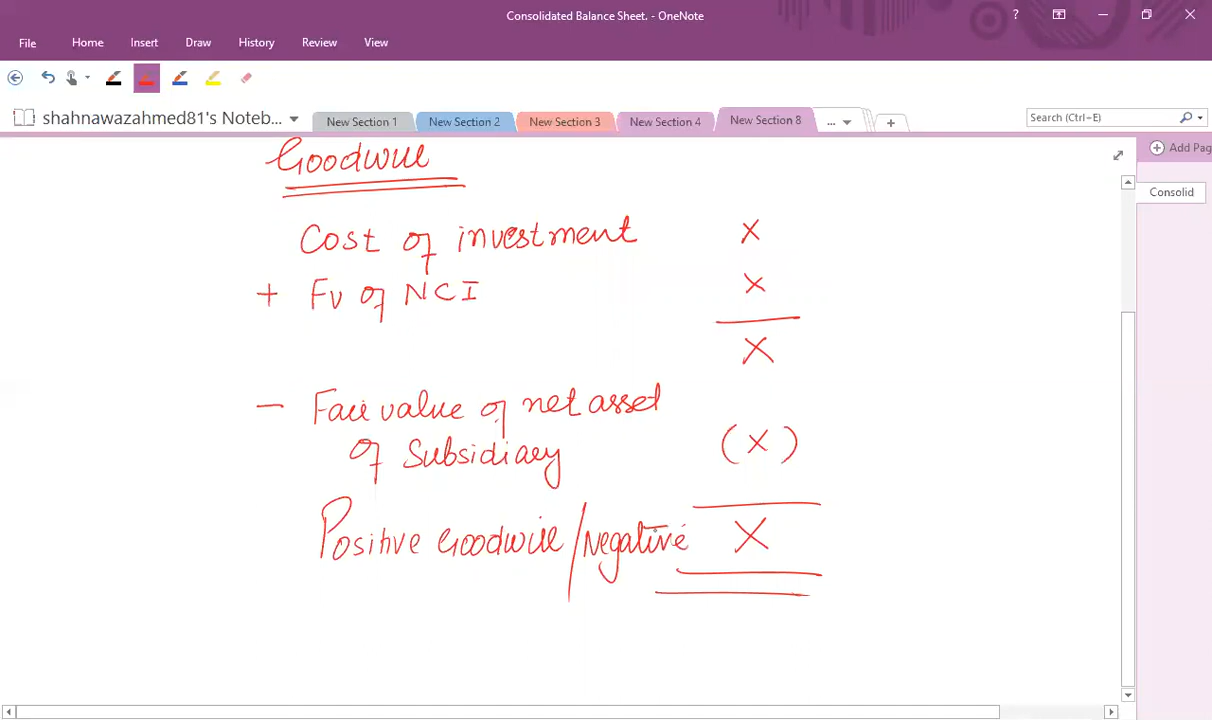 Consolidated Balance Sheet. - OneNote
?
File Home Insert Draw History Review View
shahnawazahmed81's Noteb...
New Section 1 New Section 2 New Section 3 New Section 4 New Section 8 ...
Search (Ctrl+E)
Add Pag
Consolid
Goodwill
Cost of investment X
+ Fv of NCI X
X
- Fair value of net asset
of Subsidiary (X)
Positive Goodwill/Negative X